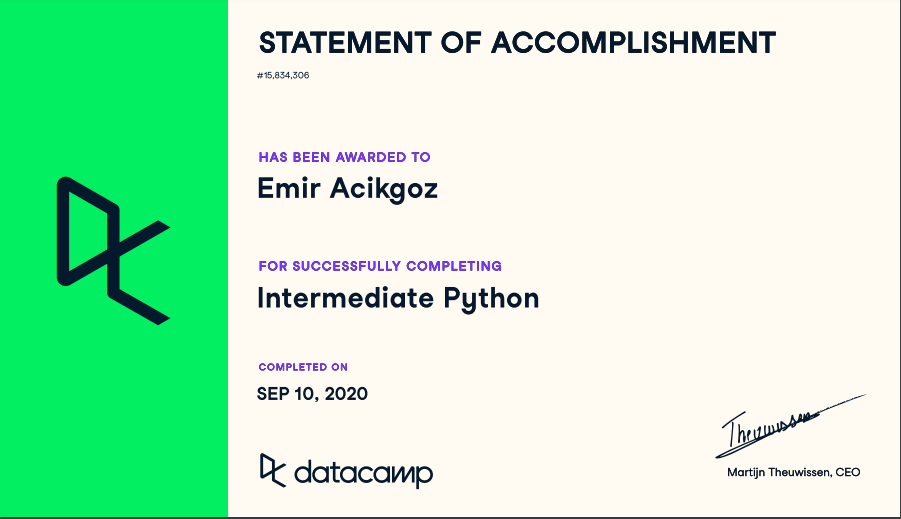 STATEMENT OF ACCOMPLISHMENT
#15,834,306
HAS BEEN AWARDED TO
Emir Acikgoz
FOR SUCCESSFULLY COMPLETING
Intermediate Python
COMPLETED ON
SEP 10, 2020
datacamp
Theuwissen
Martijn Theuwissen, CEO